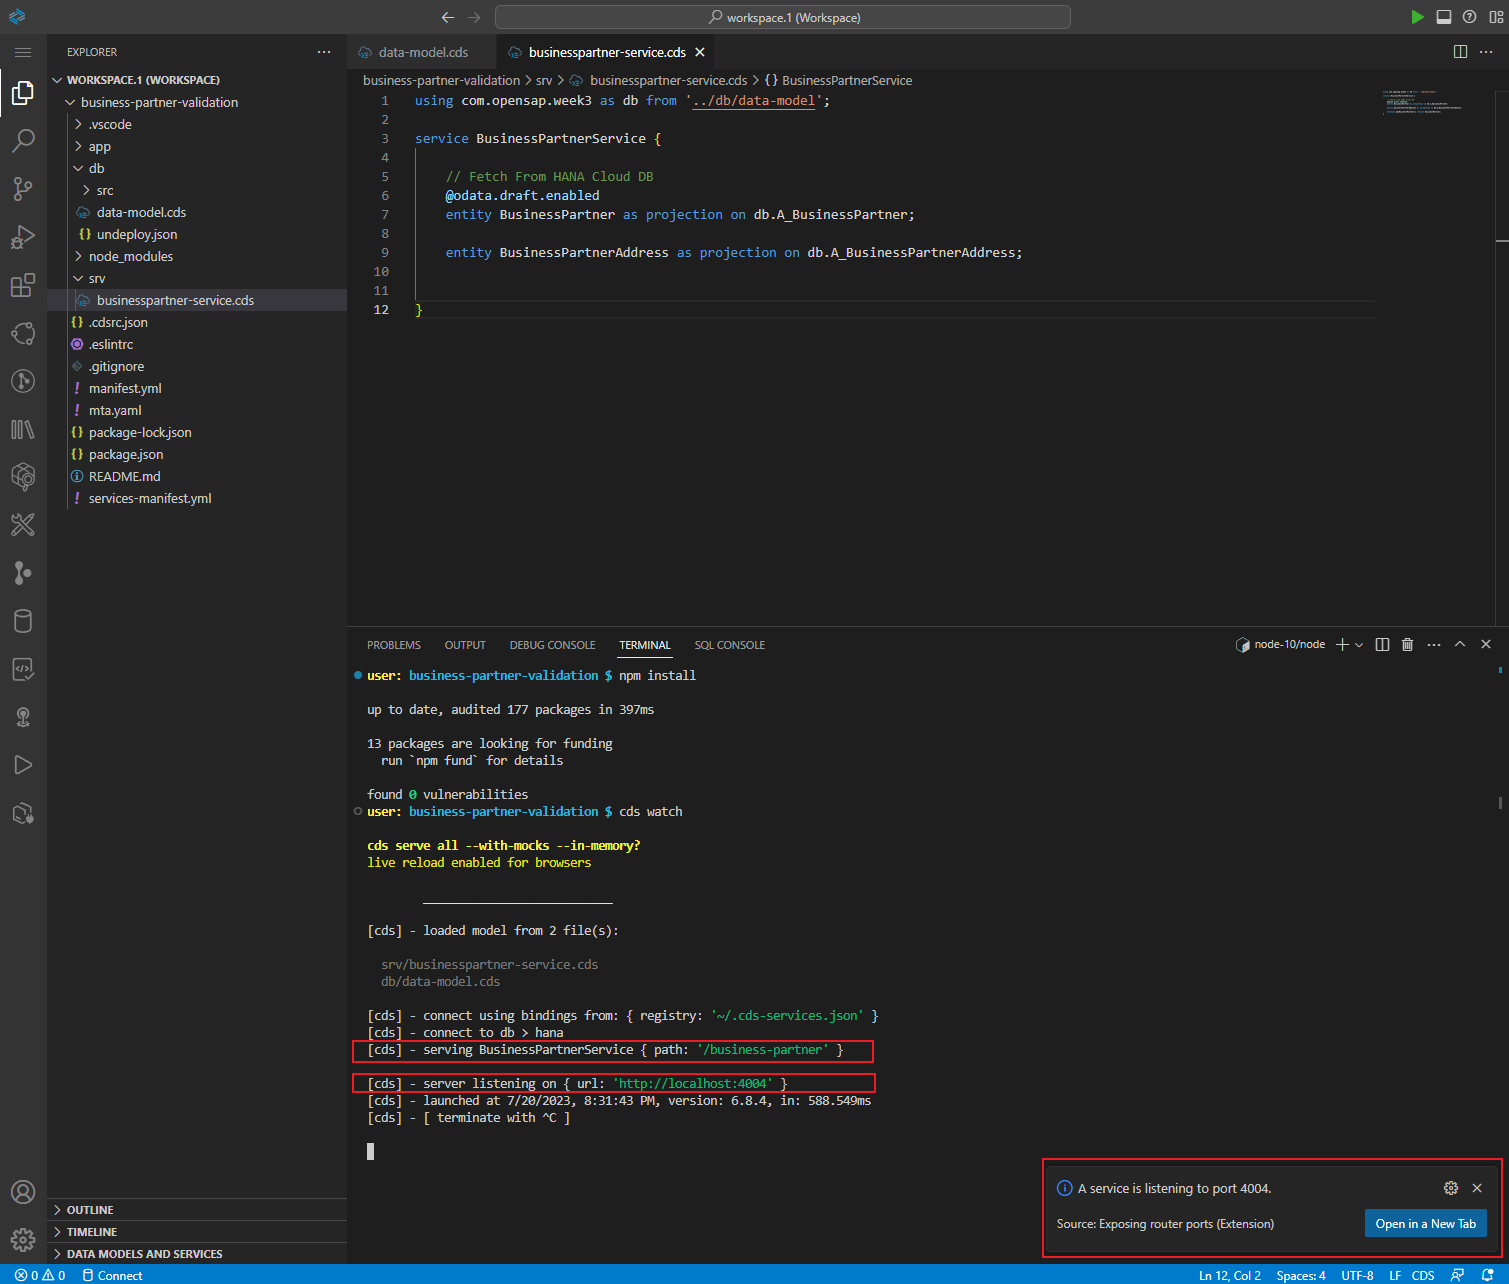 workspace.1 (Workspace)
EXPLORER
WORKSPACE.1 (WORKSPACE)
business-partner-validation
.vscode
app
db
src
data-model.cds
undeploy.json
node_modules
srv
businesspartner-service.cds
.cdsrc.json
.eslintrc
.gitignore
manifest.yml
mta.yaml
package-lock.json
package.json
README.md
services-manifest.yml
OUTLINE
TIMELINE
DATA MODELS AND SERVICES
data-model.cds businesspartner-service.cds
business-partner-validation > srv > businesspartner-service.cds > {} BusinessPartnerService
1 using com.opensap.week3 as db from '../db/data-model';
2
3 service BusinessPartnerService {
4
5 // Fetch From HANA Cloud DB
6 @odata.draft.enabled
7 entity BusinessPartner as projection on db.A_BusinessPartner;
8
9 entity BusinessPartnerAddress as projection on db.A_BusinessPartnerAddress;
10
11
12 }
PROBLEMS OUTPUT DEBUG CONSOLE TERMINAL SQL CONSOLE node-10/node
user: business-partner-validation $ npm install
up to date, audited 177 packages in 397ms
13 packages are looking for funding
run `npm fund` for details
found 0 vulnerabilities
user: business-partner-validation $ cds watch
cds serve all --with-mocks --in-memory?
live reload enabled for browsers
___________________________
[cds] - loaded model from 2 file(s):
srv/businesspartner-service.cds
db/data-model.cds
[cds] - connect using bindings from: { registry: '~/.cds-services.json' }
[cds] - connect to db > hana
[cds] - serving BusinessPartnerService { path: '/business-partner' }
[cds] - server listening on { url: 'http://localhost:4004' }
[cds] - launched at 7/20/2023, 8:31:43 PM, version: 6.8.4, in: 588.549ms
[cds] - [ terminate with ^C ]
A service is listening to port 4004.
Source: Exposing router ports (Extension) Open in a New Tab
0 0 Connect Ln 12, Col 2 Spaces: 4 UTF-8 LF CDS